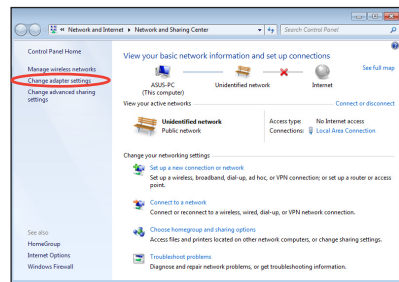 « Network and Internet ▸ Network and Sharing Center
Search Control Panel
Control Panel Home
Manage wireless networks
Change adapter settings
Change advanced sharing
settings
See also
HomeGroup
Internet Options
Windows Firewall
View your basic network information and set up connections
See full map
ASUS-PC
(This computer)
Unidentified network
Internet
View your active networks
Connect or disconnect
Unidentified network
Public network
Access type: No Internet access
Connections: Local Area Connection
Change your networking settings
Set up a new connection or network
Set up a wireless, broadband, dial-up, ad hoc, or VPN connection; or set up a router or access
point.
Connect to a network
Connect or reconnect to a wireless, wired, dial-up, or VPN network connection.
Choose homegroup and sharing options
Access files and printers located on other network computers, or change sharing settings.
Troubleshoot problems
Diagnose and repair network problems, or get troubleshooting information.